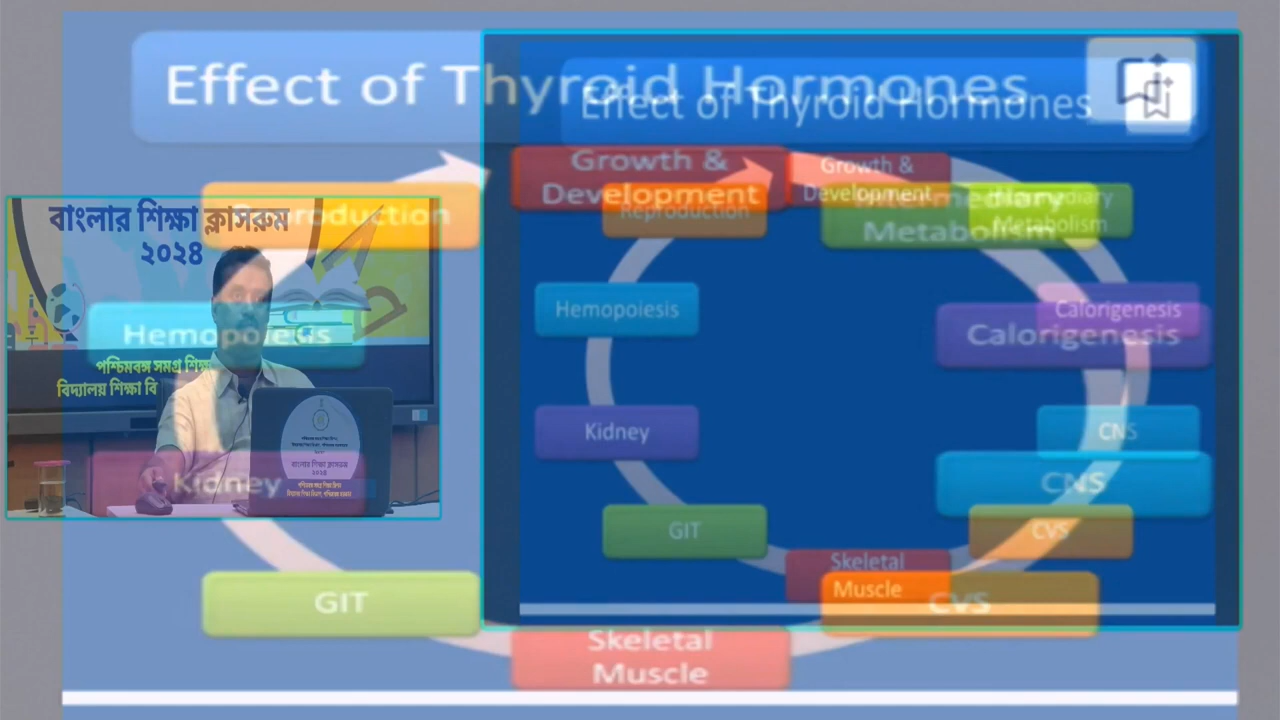 Effect of Thyroid Hormones
Growth &
Development
Intermediary
Metabolism
Calorigenesis
CNS
CVS
Skeletal
Muscle
GIT
Kidney
Hemopoiesis
Reproduction
Effect of Thyroid Hormones
Growth &
Development
Intermediary
Metabolism
Calorigenesis
CNS
CVS
Skeletal
Muscle
GIT
Kidney
Hemopoiesis
Reproduction
বাংলার শিক্ষা ক্লাসরুম
২০২৪
পশ্চিমবঙ্গ সমগ্র
বিদ্যালয় শিক্ষা
বাংলার শিক্ষা ক্লাসরুম
২০২৪